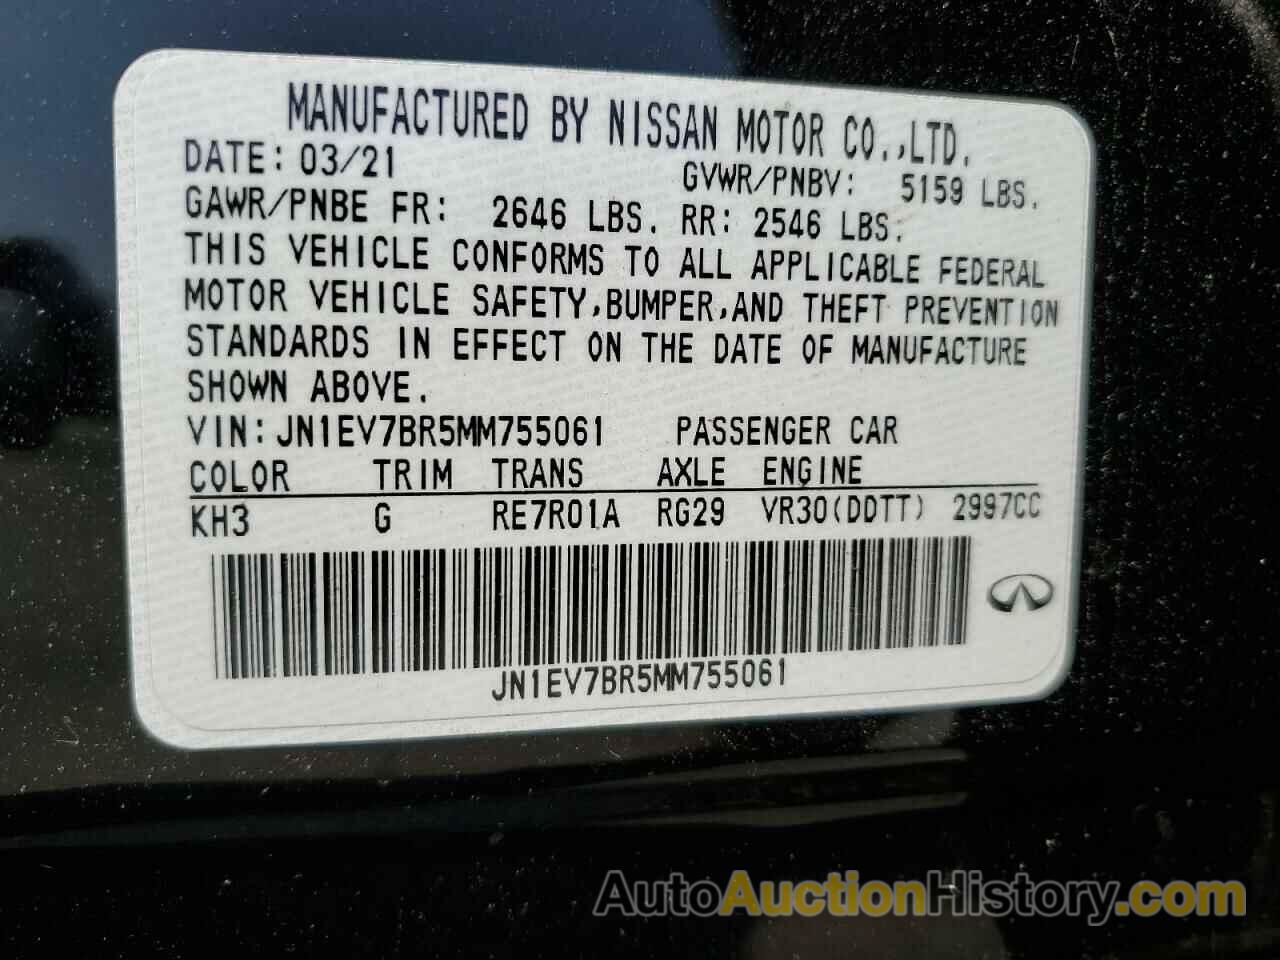 MANUFACTURED BY NISSAN MOTOR CO.,LTD.
DATE: 03/21 GVWR/PNBV: 5159 LBS.
GAWR/PNBE FR: 2646 LBS. RR: 2546 LBS.
THIS VEHICLE CONFORMS TO ALL APPLICABLE FEDERAL
MOTOR VEHICLE SAFETY,BUMPER,AND THEFT PREVENTION
STANDARDS IN EFFECT ON THE DATE OF MANUFACTURE
SHOWN ABOVE.
VIN: JN1EV7BR5MM755061 PASSENGER CAR
COLOR TRIM TRANS AXLE ENGINE
KH3 G RE7R01A RG29 VR30(DDTT) 2997CC
JN1EV7BR5MM755061
AutoAuctionHistory.com